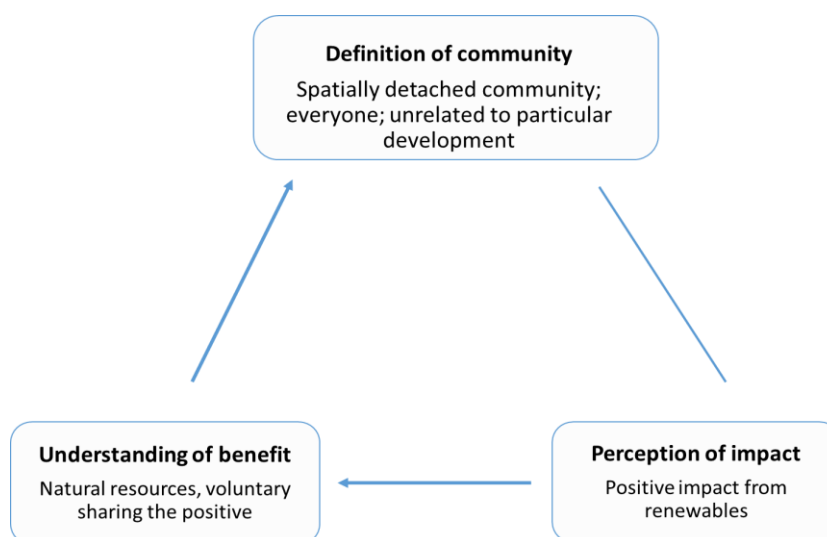 Definition of community
Spatially detached community;
everyone; unrelated to particular
development
Understanding of benefit
Natural resources, voluntary
sharing the positive
Perception of impact
Positive impact from
renewables